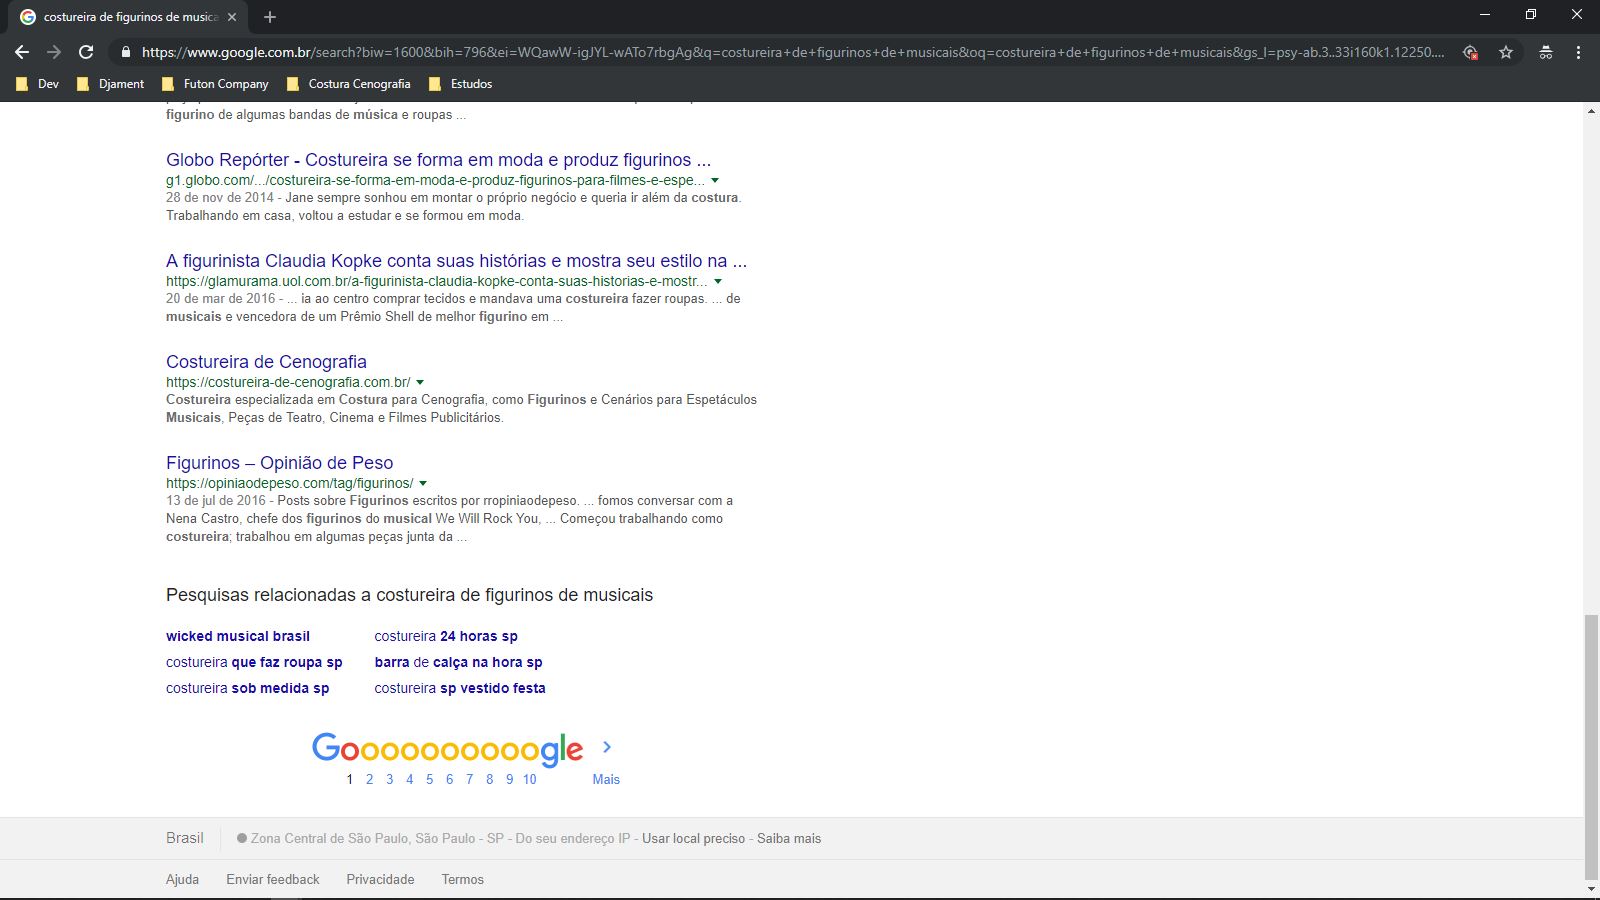 costureira de figurinos de musica
https://www.google.com.br/search?biw=1600&bih=796&ei=WQawW-igJYL-wATo7rbgAg&q=costureira+de+figurinos+de+musicais&oq=costureira+de+figurinos+de+musicais&gs_l=psy-ab.3..33i160k1.12250....
Dev Djament Futon Company Costura Cenografia Estudos
figurino de algumas bandas de música e roupas ...
Globo Repórter - Costureira se forma em moda e produz figurinos ...
g1.globo.com/.../costureira-se-forma-em-moda-e-produz-figurinos-para-filmes-e-espe...
28 de nov de 2014 - Jane sempre sonhou em montar o próprio negócio e queria ir além da costura.
Trabalhando em casa, voltou a estudar e se formou em moda.
A figurinista Claudia Kopke conta suas histórias e mostra seu estilo na ...
https://glamurama.uol.com.br/a-figurinista-claudia-kopke-conta-suas-historias-e-mostr...
20 de mar de 2016 - ... ia ao centro comprar tecidos e mandava uma costureira fazer roupas. ... de
musicais e vencedora de um Prêmio Shell de melhor figurino em ...
Costureira de Cenografia
https://costureira-de-cenografia.com.br/
Costureira especializada em Costura para Cenografia, como Figurinos e Cenários para Espetáculos
Musicais, Peças de Teatro, Cinema e Filmes Publicitários.
Figurinos – Opinião de Peso
https://opiniaodepeso.com/tag/figurinos/
13 de jul de 2016 - Posts sobre Figurinos escritos por rropiniaodepeso. ... fomos conversar com a
Nena Castro, chefe dos figurinos do musical We Will Rock You, ... Começou trabalhando como
costureira; trabalhou em algumas peças junta da ...
Pesquisas relacionadas a costureira de figurinos de musicais
wicked musical brasil costureira 24 horas sp
costureira que faz roupa sp barra de calça na hora sp
costureira sob medida sp costureira sp vestido festa
Goooooooooogle >
1 2 3 4 5 6 7 8 9 10 Mais
Brasil Zona Central de São Paulo, São Paulo - SP - Do seu endereço IP - Usar local preciso - Saiba mais
Ajuda Enviar feedback Privacidade Termos